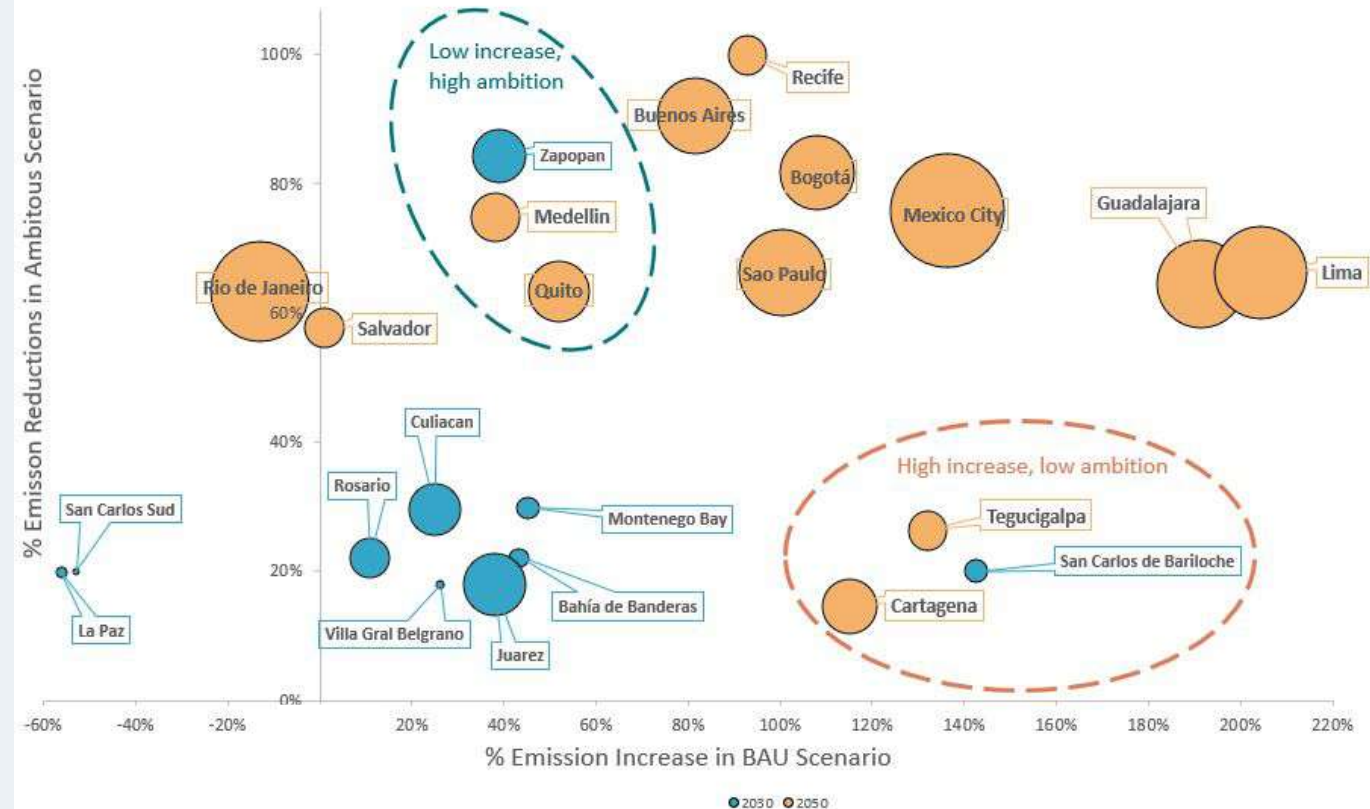 % Emisson Reductions in Ambitous Scenario
100%
80%
60%
40%
20%
0%
Low increase,
high ambition
Recife
Buenos Aires
Zapopan
Bogotá
Medellin
Mexico City
Guadalajara
Rio de Janeiro
Quito
Sao Paulo
Lima
Salvador
Culiacan
High increase, low ambition
Rosario
San Carlos Sud
Montenego Bay
Tegucigalpa
San Carlos de Bariloche
La Paz
Villa Gral Belgrano
Bahía de Banderas
Cartagena
Juarez
-60%
-40%
-20%
20%
40%
60%
80%
100%
120%
140%
160%
180%
200%
220%
% Emission Increase in BAU Scenario
2030
2050